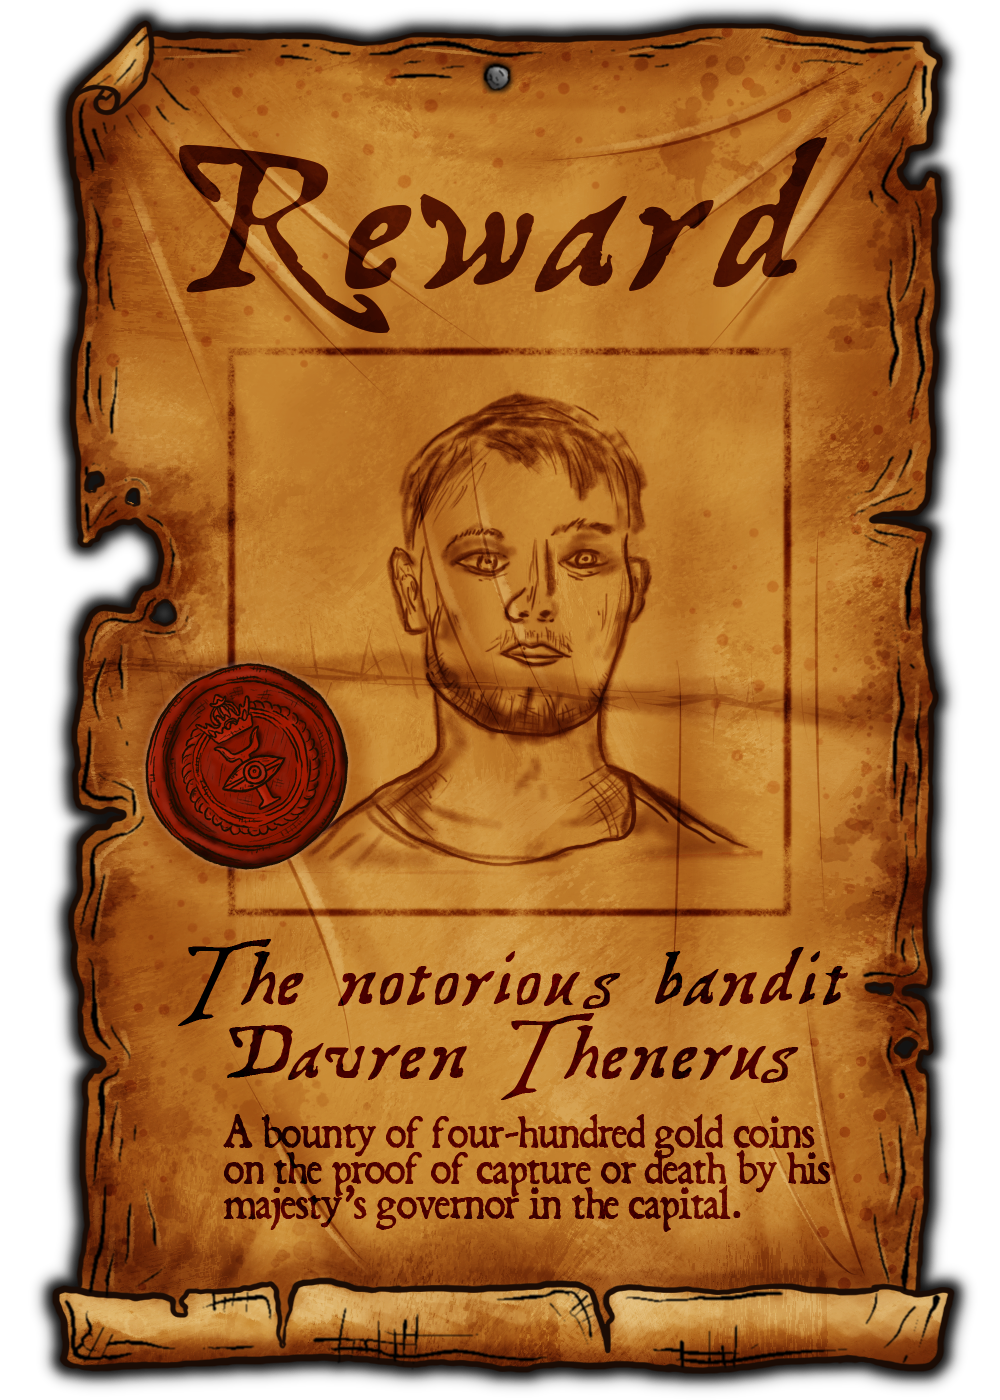 Reward
The notorious bandit
Davren Thenerus
A bounty of four-hundred gold coins
on the proof of capture or death by his
majesty's governor in the capital.